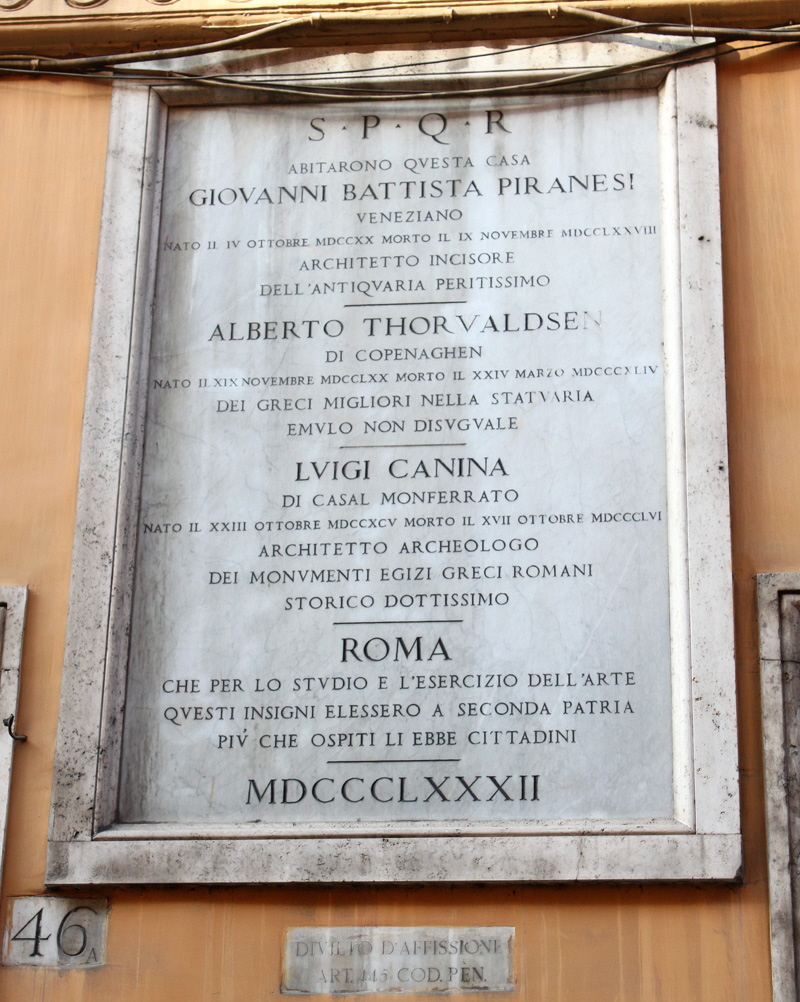 S · P · Q · R
ABITARONO QVESTA CASA
GIOVANNI BATTISTA PIRANESI
VENEZIANO
NATO IL IV OTTOBRE MDCCXX MORTO IL IX NOVEMBRE MDCCLXXVIII
ARCHITETTO INCISORE
DELL'ANTIQVARIA PERITISSIMO
ALBERTO THORVALDSEN
DI COPENAGHEN
NATO IL XIX NOVEMBRE MDCCLXX MORTO IL XXIV MARZO MDCCCXLIV
DEI GRECI MIGLIORI NELLA STATVARIA
EMVLO NON DISVGVALE
LVIGI CANINA
DI CASAL MONFERRATO
NATO IL XXIII OTTOBRE MDCCXCV MORTO IL XVII OTTOBRE MDCCCLVI
ARCHITETTO ARCHEOLOGO
DEI MONVMENTI EGIZI GRECI ROMANI
STORICO DOTTISSIMO
ROMA
CHE PER LO STVDIO E L'ESERCIZIO DELL'ARTE
QVESTI INSIGNI ELESSERO A SECONDA PATRIA
PIV́ CHE OSPITI LI EBBE CITTADINI
MDCCCLXXXII
46A
DIVIETO D'AFFISSIONE
ART. 445 COD. PEN.